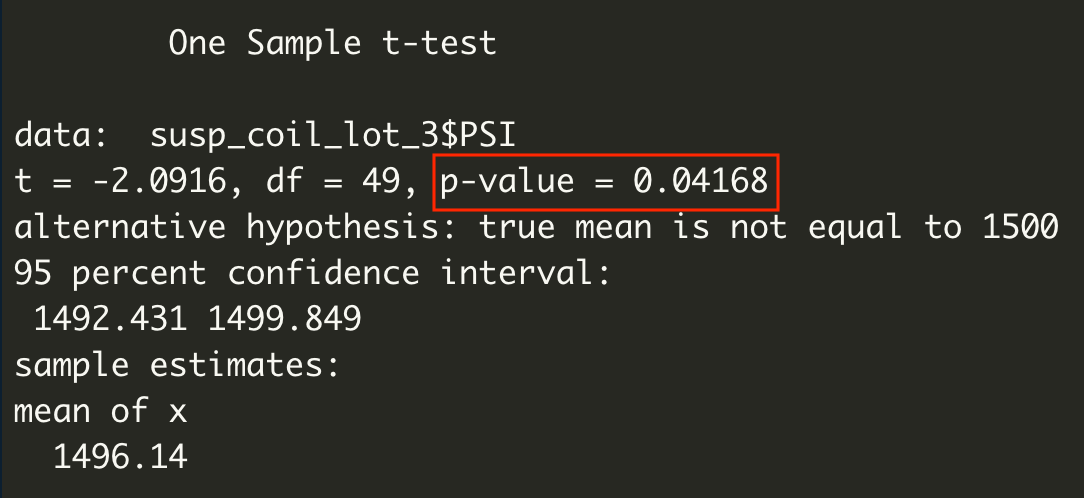 One Sample t-test
data:  susp_coil_lot_3$PSI
t = -2.0916, df = 49, p-value = 0.04168
alternative hypothesis: true mean is not equal to 1500
95 percent confidence interval:
1492.431 1499.849
sample estimates:
mean of x
1496.14